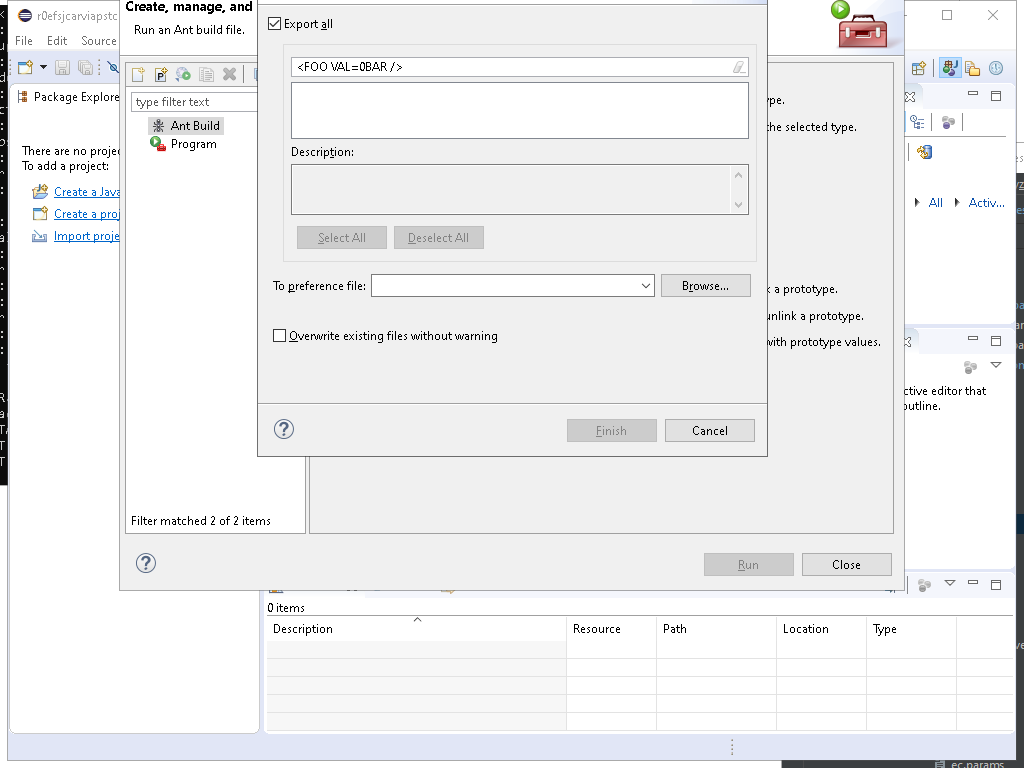 r0efsjcarviapstc
File Edit Source
Package Explore
There are no projec
To add a project:
Create a Java
Create a proj
Import proje
Create, manage, and
Run an Ant build file.
type filter text
Ant Build
Program
Filter matched 2 of 2 items
Export all
<FOO VAL=0BAR />
Description:
Select All Deselect All
To preference file: Browse...
Overwrite existing files without warning
Finish Cancel
ype.
the selected type.
k a prototype.
unlink a prototype.
with prototype values.
Run Close
All Activ...
ctive editor that
outline.
0 items
Description Resource Path Location Type
ec.params